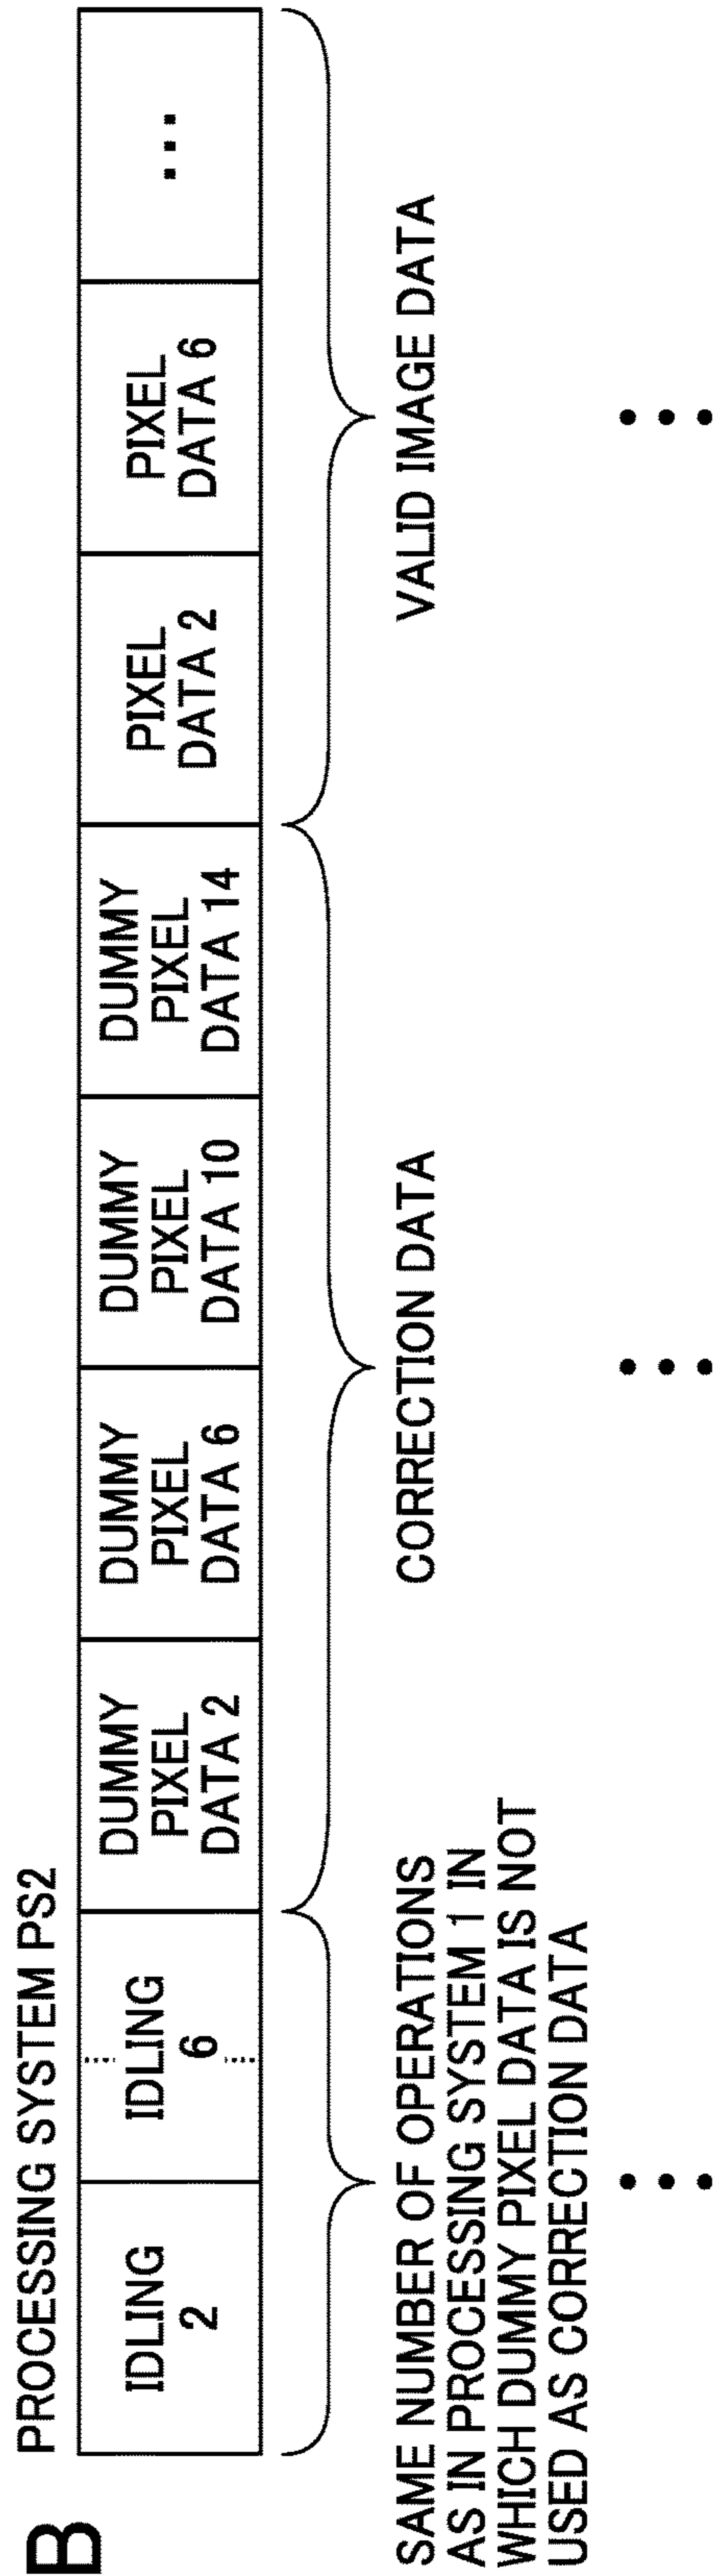 B
PROCESSING SYSTEM PS2
IDLING
2
IDLING
6
DUMMY
PIXEL
DATA 2
DUMMY
PIXEL
DATA 6
DUMMY
PIXEL
DATA 10
DUMMY
PIXEL
DATA 14
PIXEL
DATA 2
PIXEL
DATA 6
...
SAME NUMBER OF OPERATIONS
AS IN PROCESSING SYSTEM 1 IN
WHICH DUMMY PIXEL DATA IS NOT
USED AS CORRECTION DATA
CORRECTION DATA
VALID IMAGE DATA